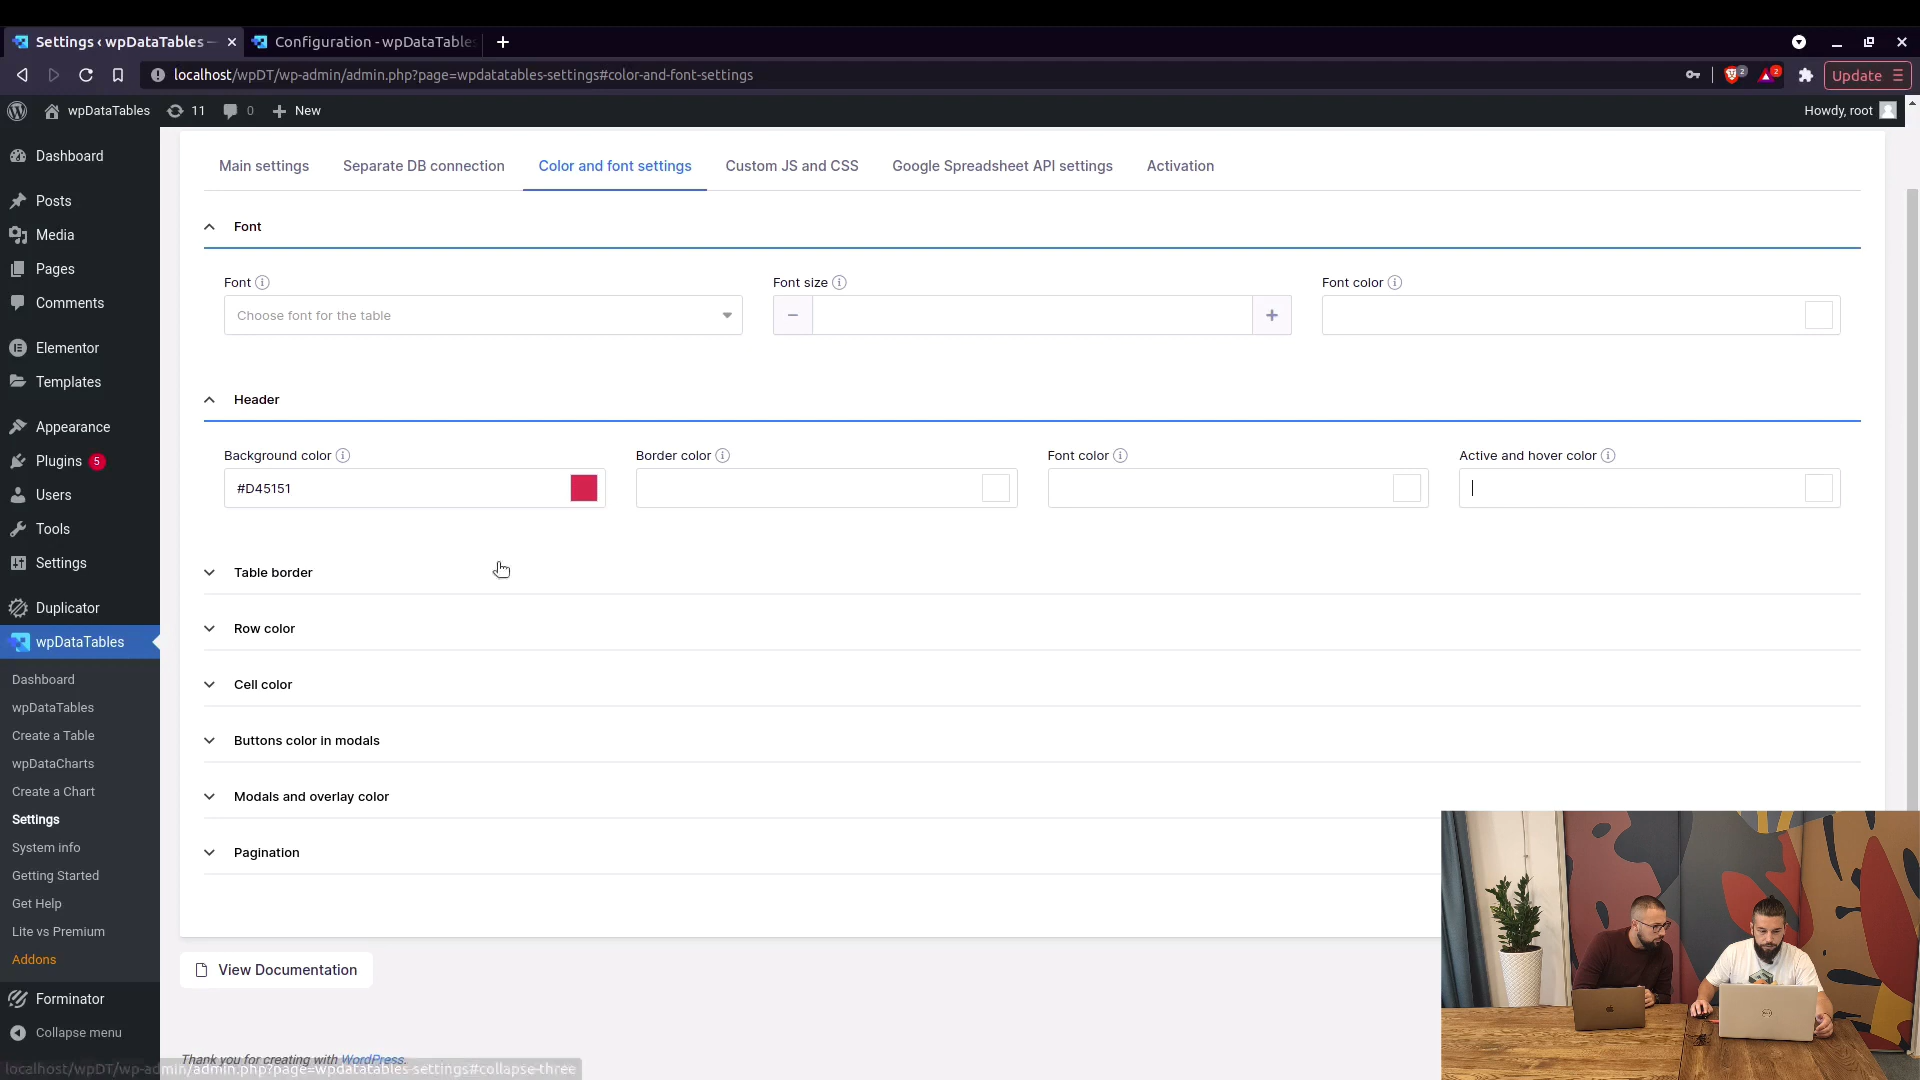 Settings ‹ wpDataTables —
Configuration - wpDataTables
localhost/wpDT/wp-admin/admin.php?page=wpdatatables-settings#color-and-font-settings
2
2
Update
wpDataTables
11
0
New
Howdy, root
Dashboard
Posts
Media
Pages
Comments
Elementor
Templates
Appearance
Plugins 5
Users
Tools
Settings
Duplicator
wpDataTables
Dashboard
wpDataTables
Create a Table
wpDataCharts
Create a Chart
Settings
System info
Getting Started
Get Help
Lite vs Premium
Addons
Forminator
Collapse menu
Main settings
Separate DB connection
Color and font settings
Custom JS and CSS
Google Spreadsheet API settings
Activation
Font
Font
Font size
Font color
Choose font for the table
Header
Background color
Border color
Font color
Active and hover color
#D45151
Table border
Row color
Cell color
Buttons color in modals
Modals and overlay color
Pagination
View Documentation
Thank you for creating with WordPress.
localhost/wpDT/wp-admin/admin.php?page=wpdatatables-settings#collapse-three